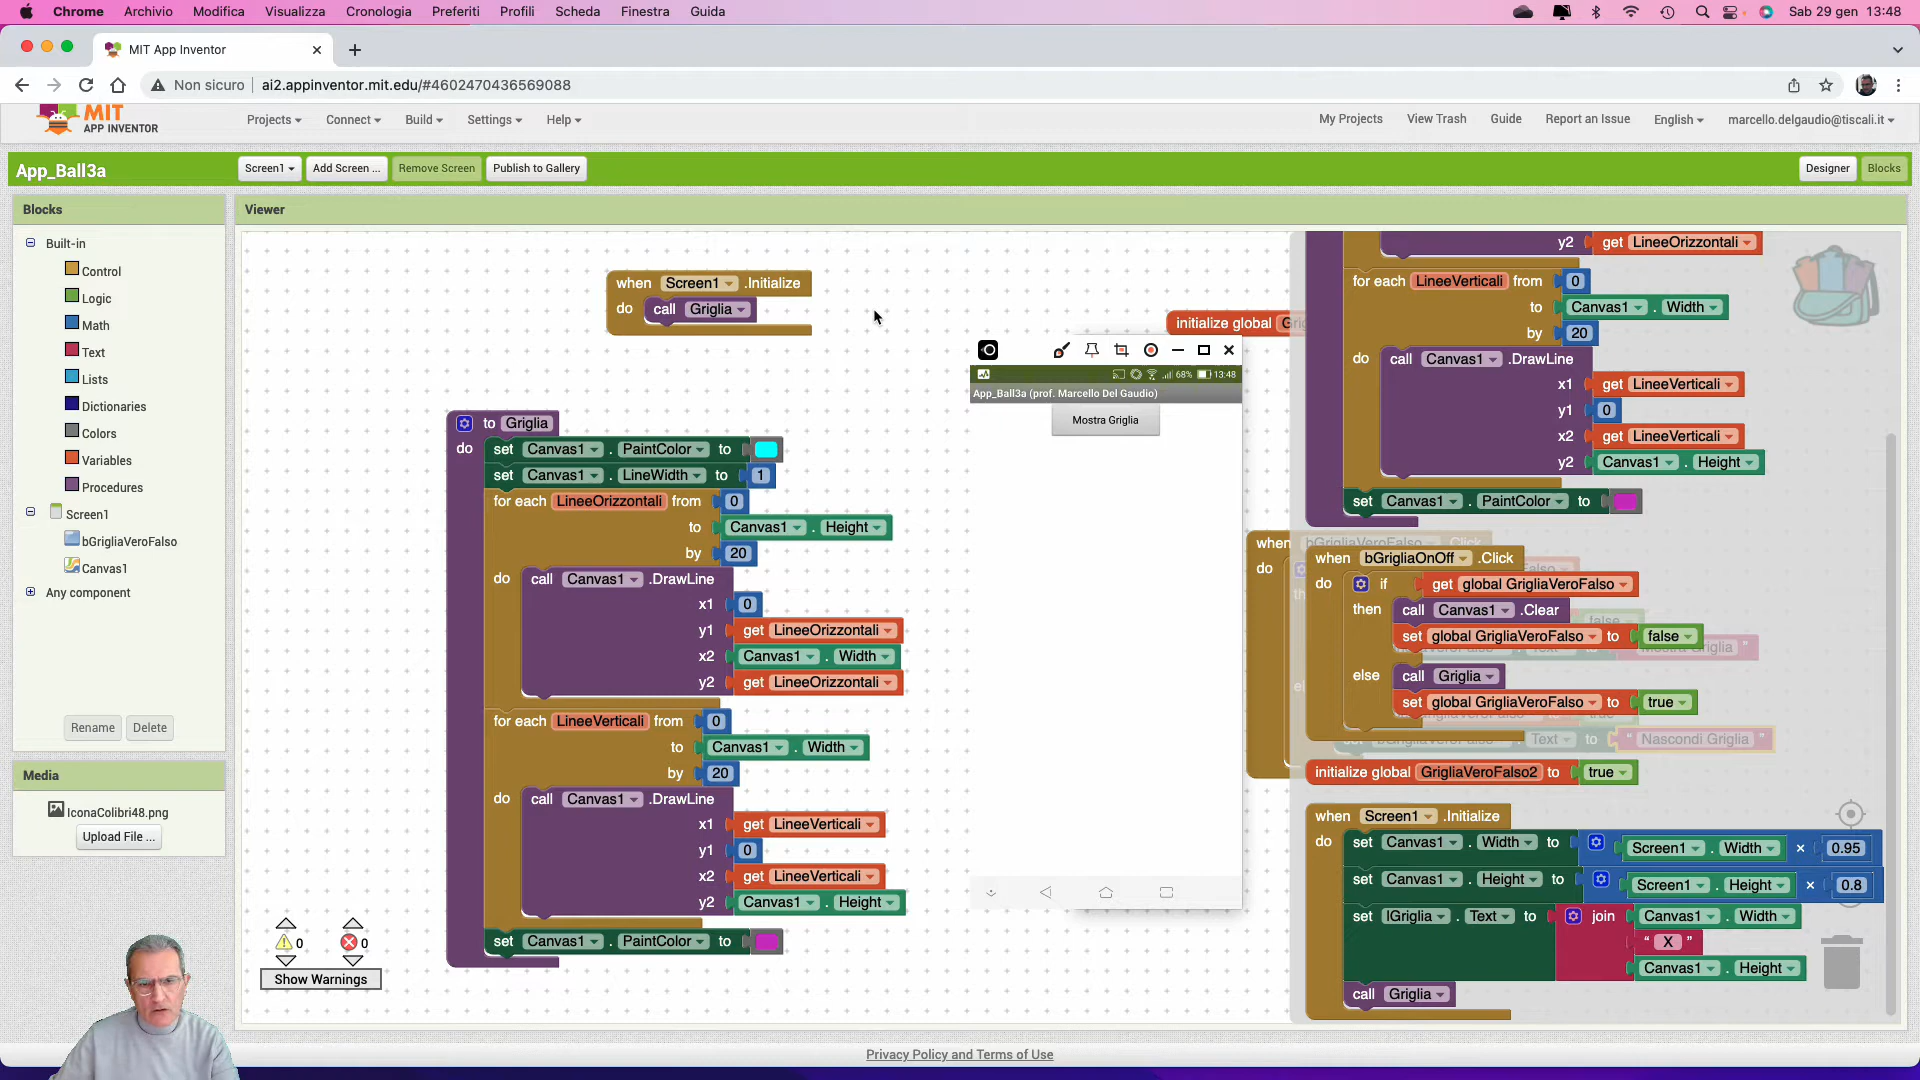 Chrome Archivio Modifica Visualizza Cronologia Preferiti Profili Scheda Finestra Guida Sab 29 gen 13:48
MIT App Inventor
Non sicuro ai2.appinventor.mit.edu/#4602470436569088
MIT
APP INVENTOR
Projects Connect Build Settings Help My Projects View Trash Guide Report an Issue English marcello.delgaudio@tiscali.it
App_Ball3a Screen1 Add Screen ... Remove Screen Publish to Gallery Designer Blocks
Blocks
Built-in
Control
Logic
Math
Text
Lists
Dictionaries
Colors
Variables
Procedures
Screen1
bGrigliaVeroFalso
Canvas1
Any component
Rename Delete
Media
IconaColibri48.png
Upload File ...
Viewer
when Screen1 .Initialize
do call Griglia
to Griglia
do set Canvas1 . PaintColor to
set Canvas1 . LineWidth to 1
for each LineeOrizzontali from 0
to Canvas1 . Height
by 20
do call Canvas1 .DrawLine
x1 0
y1 get LineeOrizzontali
x2 Canvas1 . Width
y2 get LineeOrizzontali
for each LineeVerticali from 0
to Canvas1 . Width
by 20
do call Canvas1 .DrawLine
x1 get LineeVerticali
y1 0
x2 get LineeVerticali
y2 Canvas1 . Height
set Canvas1 . PaintColor to
0 0
Show Warnings
initialize global
68% 13:48
App_Ball3a (prof. Marcello Del Gaudio)
Mostra Griglia
when bGrigliaVeroFalso .Click
do
false
Mostra Griglia
true
Text to " Nascondi Griglia "
y2 get LineeOrizzontali
for each LineeVerticali from 0
to Canvas1 . Width
by 20
do call Canvas1 .DrawLine
x1 get LineeVerticali
y1 0
x2 get LineeVerticali
y2 Canvas1 . Height
set Canvas1 . PaintColor to
when bGrigliaOnOff .Click
do if get global GrigliaVeroFalso
then call Canvas1 .Clear
set global GrigliaVeroFalso to false
else call Griglia
set global GrigliaVeroFalso to true
initialize global GrigliaVeroFalso2 to true
when Screen1 .Initialize
do set Canvas1 . Width to Screen1 . Width × 0.95
set Canvas1 . Height to Screen1 . Height × 0.8
set lGriglia . Text to join Canvas1 . Width
" X "
Canvas1 . Height
call Griglia
Privacy Policy and Terms of Use